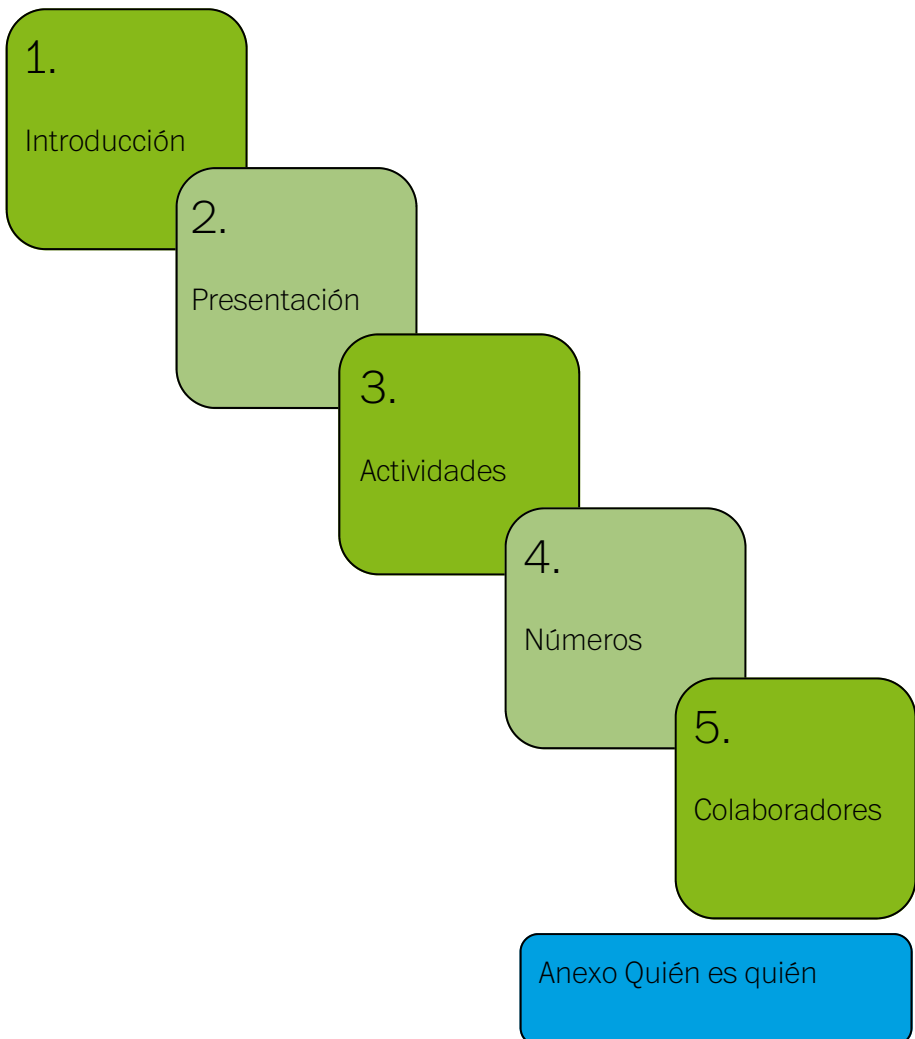 1.
Introducción
2.
Presentación
3.
Actividades
4.
Números
5.
Colaboradores
Anexo Quién es quién